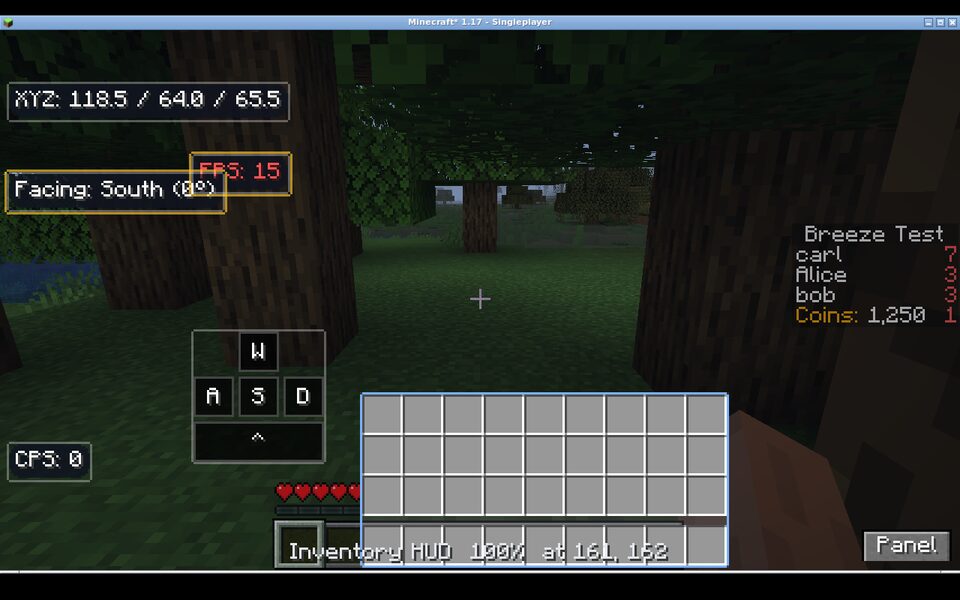 Minecraft* 1.17 - Singleplayer
XYZ: 118.5 / 64.0 / 65.5
FPS: 15
Facing: South (0º)
Breeze Test
carl 7
Alice 3
bob 3
Coins: 1,250 1
W
A S D
^
CPS: 0
Inventory HUD 100% at 161, 162
Panel